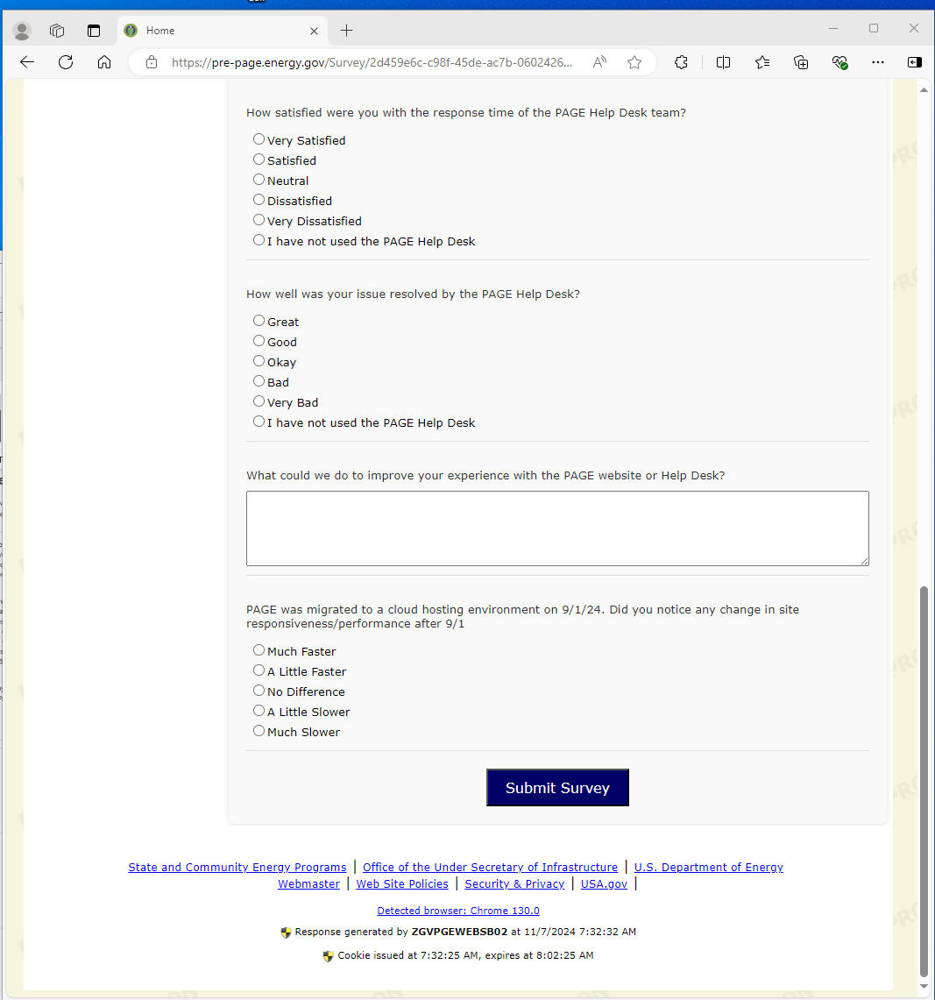 Home
https://pre-page.energy.gov/Survey/2d459e6c-c98f-45de-ac7b-0602426...
How satisfied were you with the response time of the PAGE Help Desk team?
Very Satisfied
Satisfied
Neutral
Dissatisfied
Very Dissatisfied
I have not used the PAGE Help Desk
How well was your issue resolved by the PAGE Help Desk?
Great
Good
Okay
Bad
Very Bad
I have not used the PAGE Help Desk
What could we do to improve your experience with the PAGE website or Help Desk?
PAGE was migrated to a cloud hosting environment on 9/1/24. Did you notice any change in site
responsiveness/performance after 9/1
Much Faster
A Little Faster
No Difference
A Little Slower
Much Slower
Submit Survey
State and Community Energy Programs | Office of the Under Secretary of Infrastructure | U.S. Department of Energy
Webmaster | Web Site Policies | Security & Privacy | USA.gov |
Detected browser: Chrome 130.0
Response generated by ZGVPGEWEBSB02 at 11/7/2024 7:32:32 AM
Cookie issued at 7:32:25 AM, expires at 8:02:25 AM